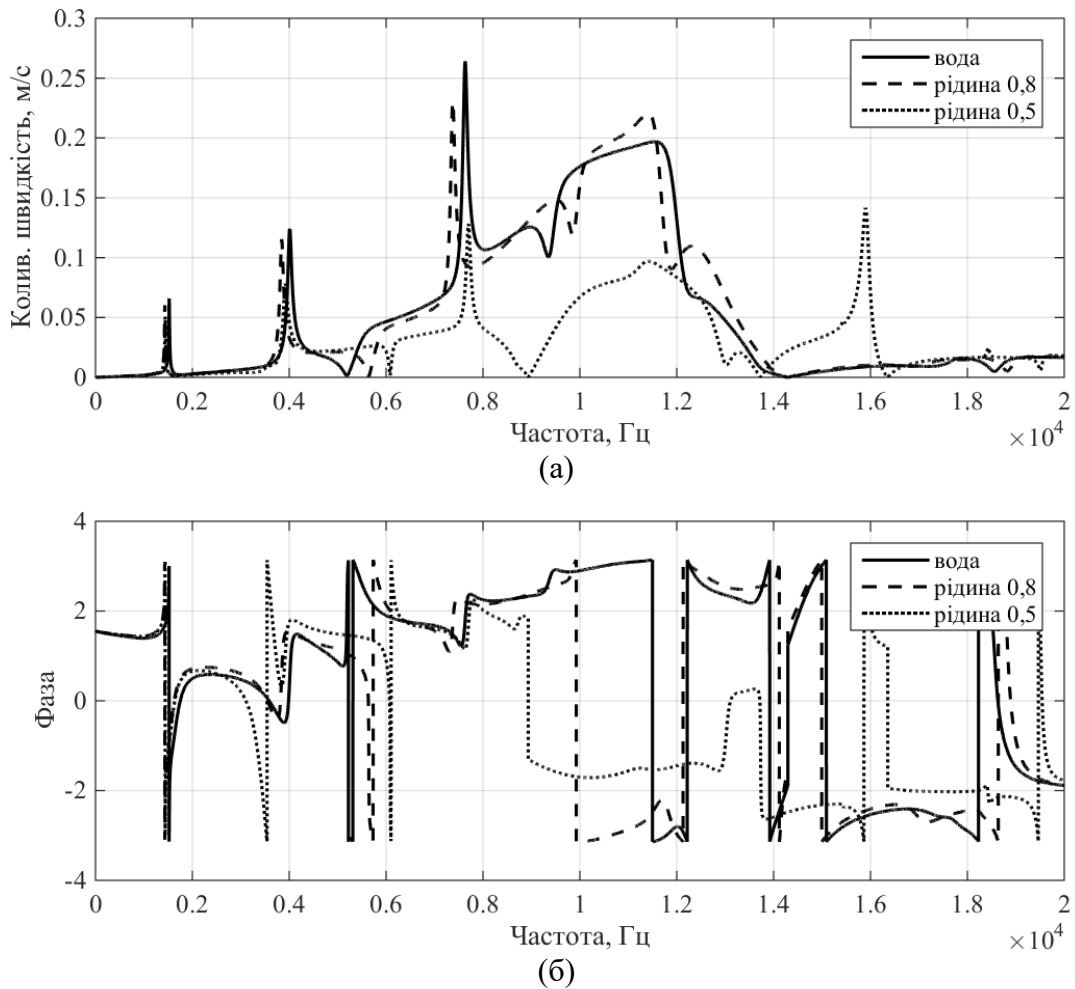 0.3
0.25
0.2
0.15
0.1
0.05
0
Колив. швидкість, м/с
вода
рідина 0,8
рідина 0,5
0 0.2 0.4 0.6 0.8 1 1.2 1.4 1.6 1.8 2
Частота, Гц
×10⁴
(а)
4
2
0
-2
-4
Фаза
вода
рідина 0,8
рідина 0,5
0 0.2 0.4 0.6 0.8 1 1.2 1.4 1.6 1.8 2
Частота, Гц
×10⁴
(б)